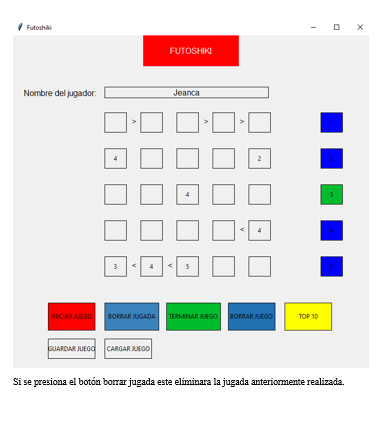 Futoshiki
FUTOSHIKI
Nombre del jugador: Jeanca
> > >
4 2
4 3
< 4
3 < 4 < 5
INICIAR JUEGO BORRAR JUGADA TERMINAR JUEGO BORRAR JUEGO TOP 10
GUARDAR JUEGO CARGAR JUEGO
Si se presiona el botón borrar jugada este eliminara la jugada anteriormente realizada.